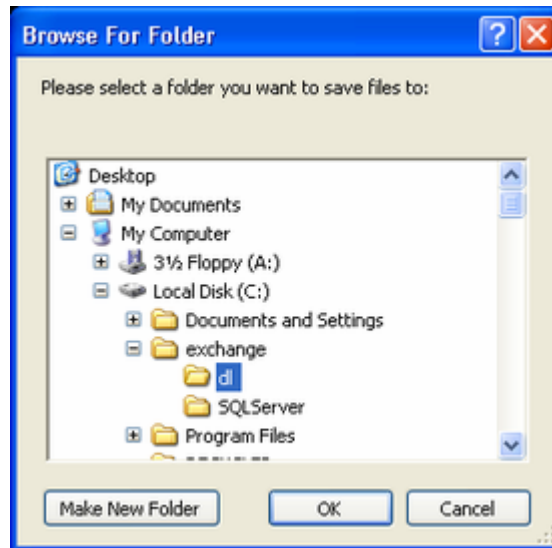 Browse For Folder
Please select a folder you want to save files to:
Desktop
My Documents
My Computer
3½ Floppy (A:)
Local Disk (C:)
Documents and Settings
exchange
dl
SQLServer
Program Files
Make New Folder
OK
Cancel